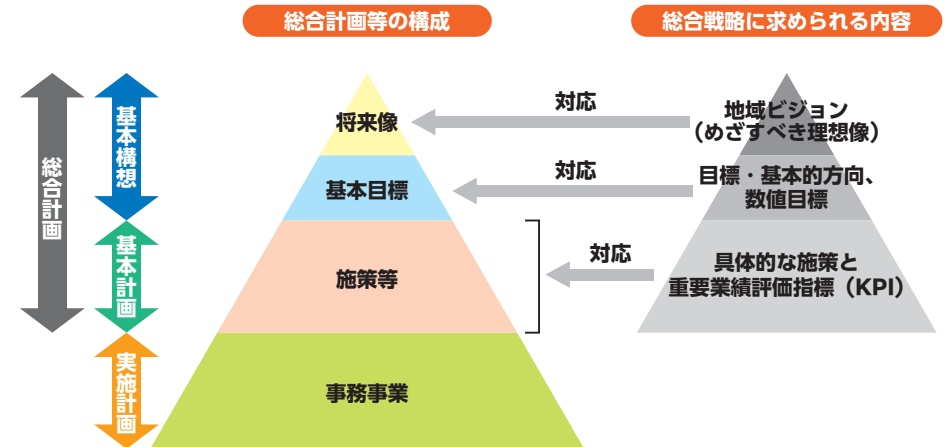 総合計画等の構成
総合戦略に求められる内容
総合計画
基本構想
基本計画
実施計画
将来像
基本目標
施策等
事務事業
対応
対応
対応
地域ビジョン
（めざすべき理想像）
目標・基本的方向、
数値目標
具体的な施策と
重要業績評価指標（KPI）